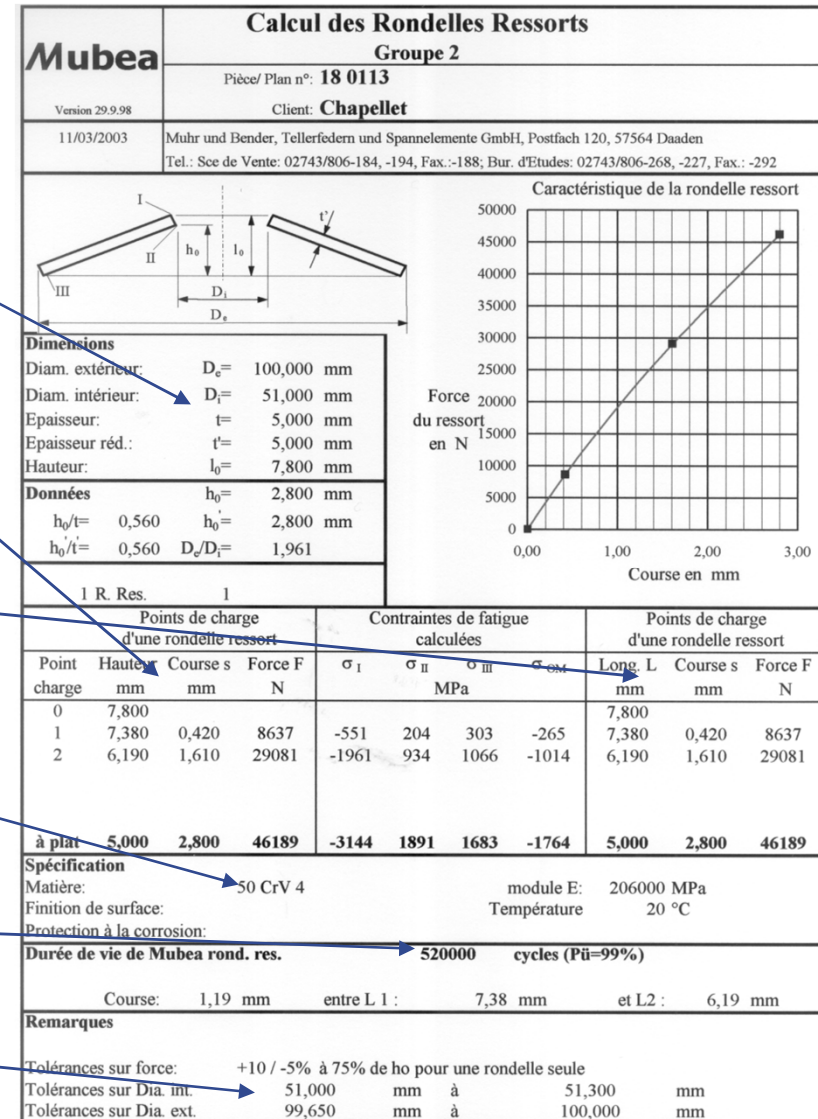 Mubea
Version 29.9.98
Calcul des Rondelles Ressorts
Groupe 2
Pièce/ Plan n°: 18 0113
Client: Chapellet
11/03/2003
Muhr und Bender, Tellerfedern und Spannelemente GmbH, Postfach 120, 57564 Daaden
Tel.: Sce de Vente: 02743/806-184, -194, Fax.:-188; Bur. d'Etudes: 02743/806-268, -227, Fax.: -292
I
II
III
h₀
l₀
t'
Dᵢ
Dₑ
Caractéristique de la rondelle ressort
50000
45000
40000
35000
30000
25000
20000
15000
10000
5000
0
Force
du ressort
en N
0,00 1,00 2,00 3,00
Course en mm
Dimensions
Diam. extérieur: Dₑ= 100,000 mm
Diam. intérieur: Dᵢ= 51,000 mm
Epaisseur: t= 5,000 mm
Epaisseur réd.: t'= 5,000 mm
Hauteur: l₀= 7,800 mm
Données h₀= 2,800 mm
h₀/t= 0,560 h₀'= 2,800 mm
h₀'/t'= 0,560 Dₑ/Dᵢ= 1,961
1 R. Res. 1
Points de charge Contraintes de fatigue Points de charge
d'une rondelle ressort calculées d'une rondelle ressort
Point Hauteur Course s Force F σ I σ II σ III σ OM Long. L Course s Force F
charge mm mm N MPa mm mm N
0 7,800 7,800
1 7,380 0,420 8637 -551 204 303 -265 7,380 0,420 8637
2 6,190 1,610 29081 -1961 934 1066 -1014 6,190 1,610 29081
à plat 5,000 2,800 46189 -3144 1891 1683 -1764 5,000 2,800 46189
Spécification
Matière: 50 CrV 4 module E: 206000 MPa
Finition de surface: Température 20 °C
Protection à la corrosion:
Durée de vie de Mubea rond. res. 520000 cycles (Pü=99%)
Course: 1,19 mm entre L 1 : 7,38 mm et L2 : 6,19 mm
Remarques
Tolérances sur force: +10 / -5% à 75% de ho pour une rondelle seule
Tolérances sur Dia. int. 51,000 mm à 51,300 mm
Tolérances sur Dia. ext. 99,650 mm à 100,000 mm